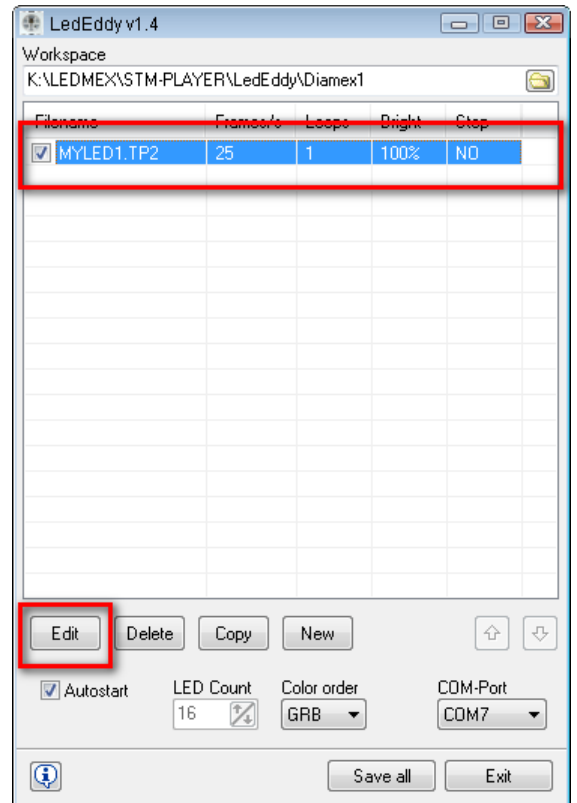 LedEddy v1.4
Workspace
K:\LEDMEX\STM-PLAYER\LedEddy\Diamex1
Filename Frames/s Loops Bright Stop
MYLED1.TP2 25 1 100% NO
Edit Delete Copy New
Autostart LED Count Color order COM-Port
16 GRB COM7
Save all Exit